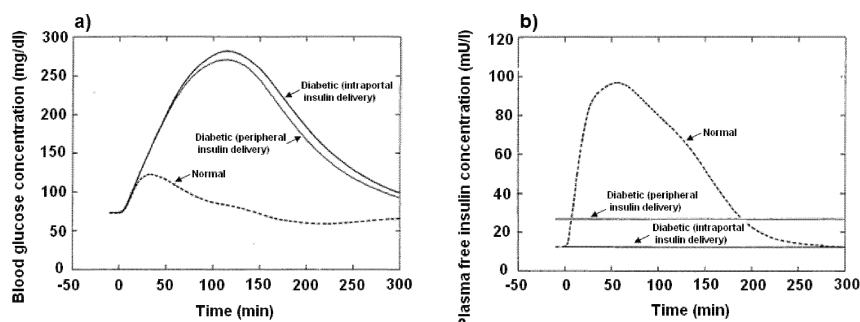 a)
Blood glucose concentration (mg/dl)
350
300
250
200
150
100
50
0
-50
0
50
100
150
200
250
300
Time (min)
Diabetic (intraportal
insulin delivery)
Diabetic (peripheral
insulin delivery)
Normal
b)
Plasma free insulin concentration (mU/l)
120
100
80
60
40
20
0
-50
0
50
100
150
200
250
300
Time (min)
Normal
Diabetic (peripheral
insulin delivery)
Diabetic (intraportal
insulin delivery)